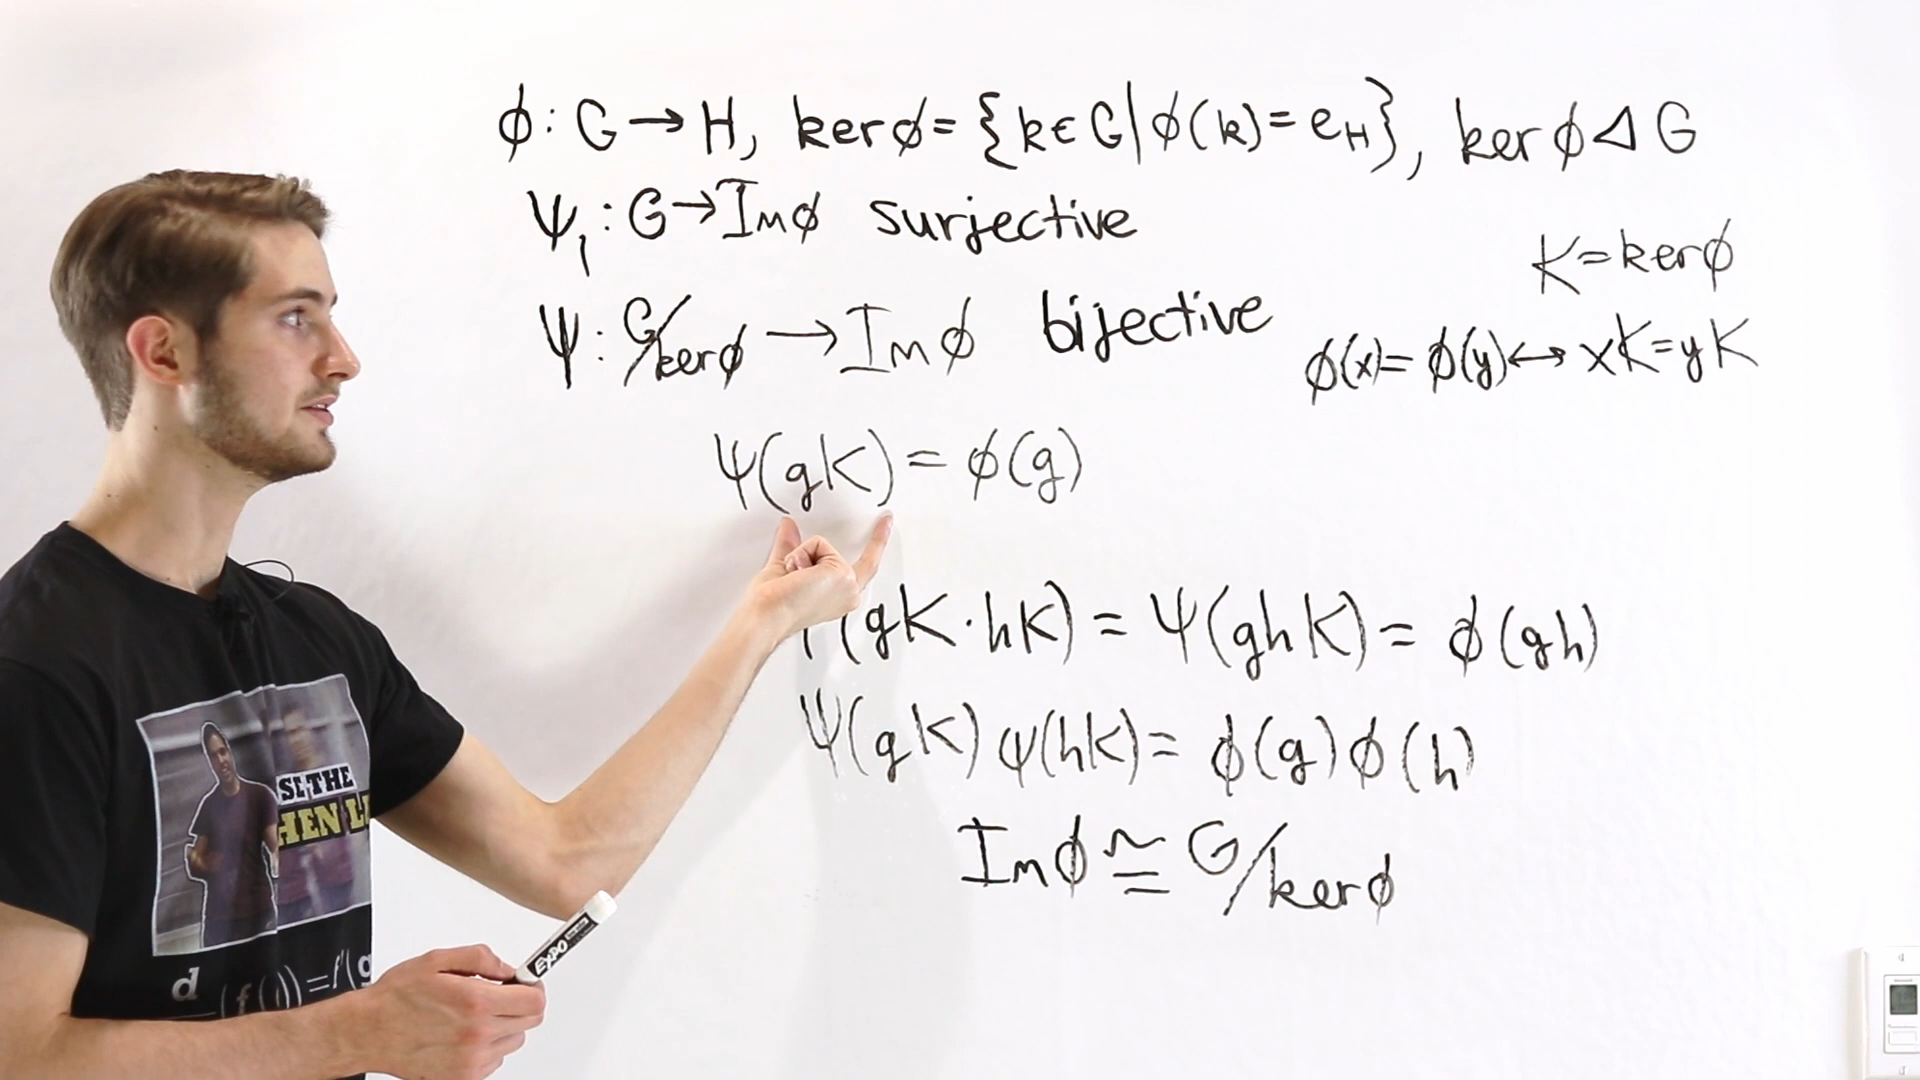 ϕ: G → H, kerϕ = {k∈G | ϕ(k) = e_H}, kerϕ ⊲ G
Ψ₁: G → Imϕ surjective
K = kerϕ
Ψ: G/kerϕ → Imϕ bijective
ϕ(x) = ϕ(y) ↔ xK = yK
Ψ(gK) = ϕ(g)
(gK·hK) = Ψ(ghK) = ϕ(gh)
Ψ(gK) Ψ(hK) = ϕ(g)ϕ(h)
Imϕ ≅ G/kerϕ
EXPO